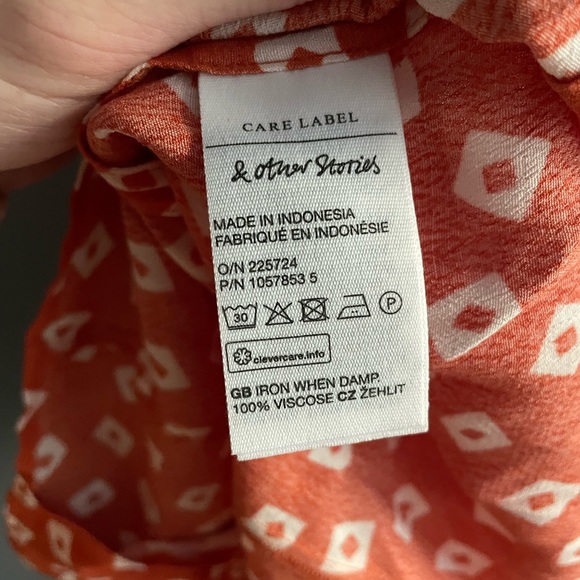 CARE LABEL
& Other Stories
MADE IN INDONESIA
FABRIQUÉ EN INDONÉSIE
O/N 225724
P/N 1057853 5
30 P
clevercare.info
GB IRON WHEN DAMP
100% VISCOSE CZ ŽEHLIT